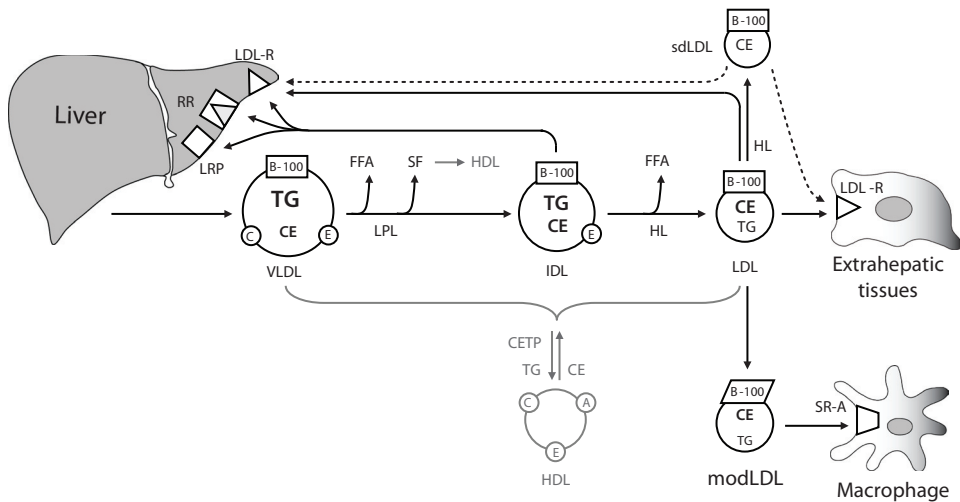 B-100
CE
sdLDL
LDL-R
RR
Liver
LRP
HL
B-100
TG
CE
C
E
VLDL
FFA
SF
HDL
LPL
B-100
TG
CE
E
IDL
FFA
HL
B-100
CE
TG
LDL
LDL-R
Extrahepatic
tissues
CETP
TG
CE
C
A
E
HDL
B-100
CE
TG
modLDL
SR-A
Macrophage